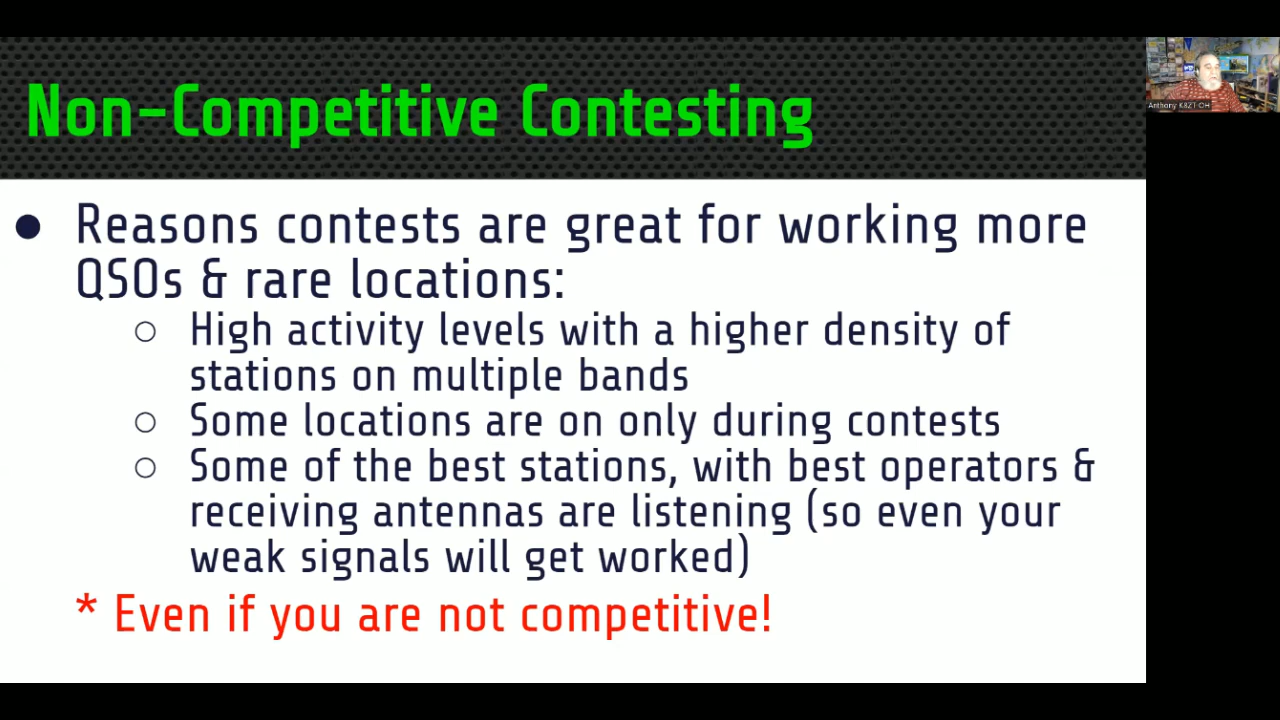 Non-Competitive Contesting
Anthony K8ZT OH
● Reasons contests are great for working more
QSOs & rare locations:
○ High activity levels with a higher density of
stations on multiple bands
○ Some locations are on only during contests
○ Some of the best stations, with best operators &
receiving antennas are listening (so even your
weak signals will get worked)
* Even if you are not competitive!